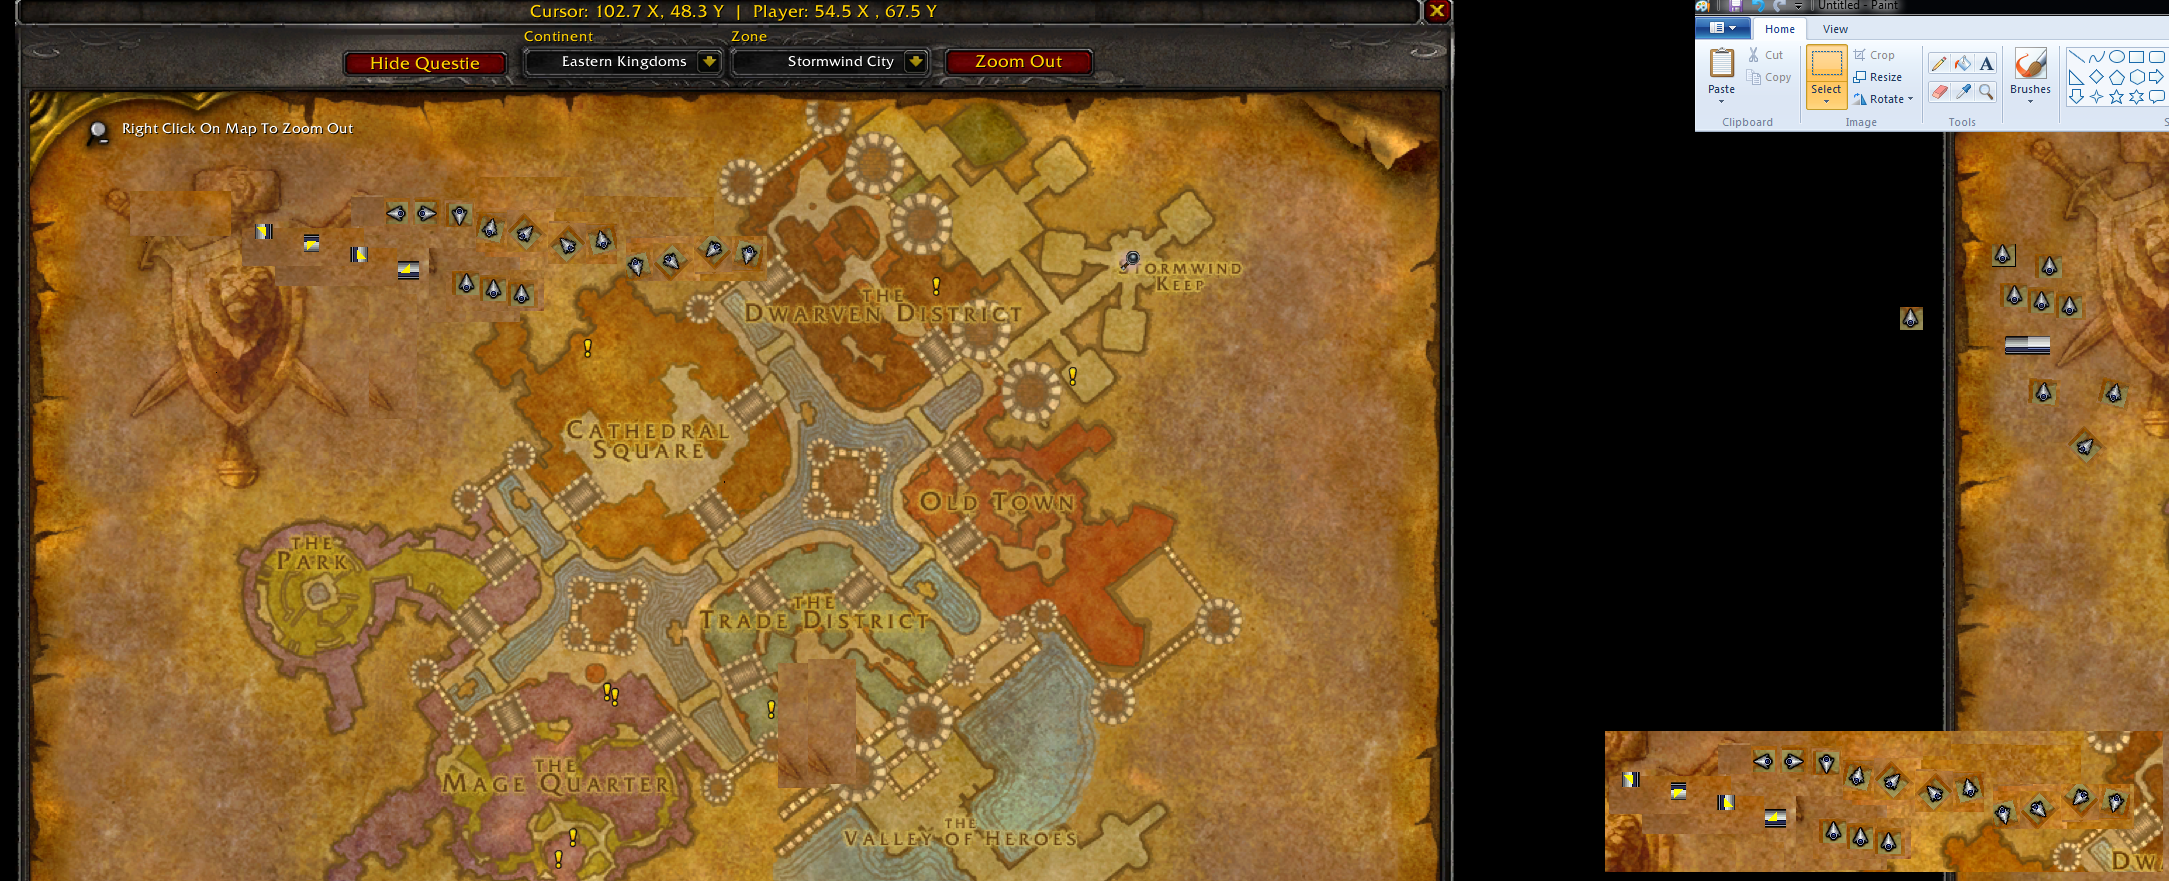 Cursor: 102.7 X, 48.3 Y | Player: 54.5 X , 67.5 Y
Continent
Zone
Hide Questie
Eastern Kingdoms
Stormwind City
Zoom Out
Right Click On Map To Zoom Out
Stormwind
Keep
The
Dwarven District
Cathedral
Square
Old Town
The
Park
The
Trade District
The
Mage Quarter
The
Valley of Heroes
Untitled - Paint
Home
View
Paste
Cut
Copy
Clipboard
Select
Crop
Resize
Rotate
Image
A
Tools
Brushes
S
Dw